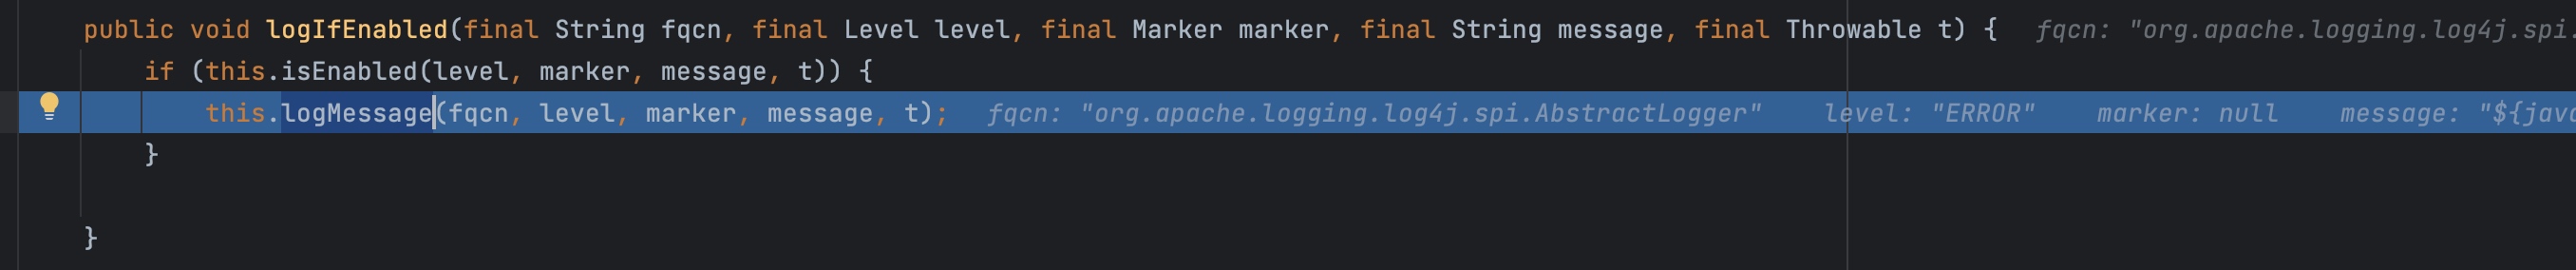 public void logIfEnabled(final String fqcn, final Level level, final Marker marker, final String message, final Throwable t) {   fqcn: "org.apache.logging.log4j.spi.
if (this.isEnabled(level, marker, message, t)) {
this.logMessage(fqcn, level, marker, message, t);   fqcn: "org.apache.logging.log4j.spi.AbstractLogger"   level: "ERROR"   marker: null   message: "${java
}
}